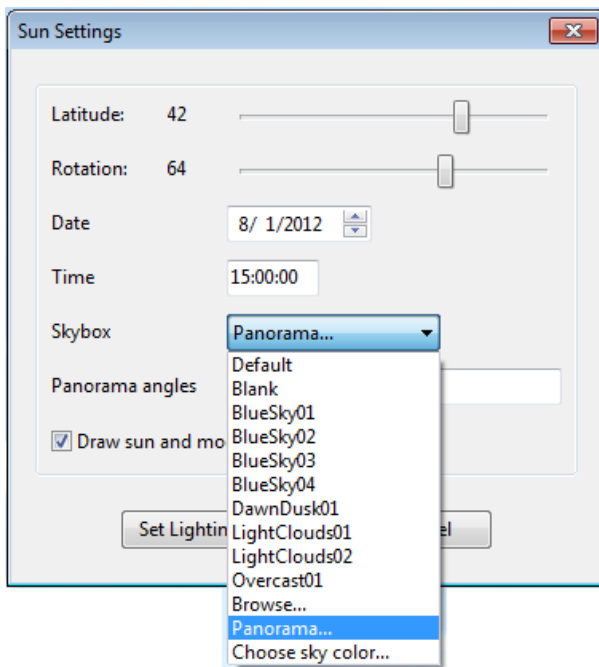 Sun Settings
Latitude: 42
Rotation: 64
Date 8/ 1/2012
Time 15:00:00
Skybox Panorama...
Default
Panorama angles
Blank
BlueSky01
BlueSky02
Draw sun and mo
BlueSky03
BlueSky04
DawnDusk01
Set Lightin
LightClouds01
el
LightClouds02
Overcast01
Browse...
Panorama...
Choose sky color...